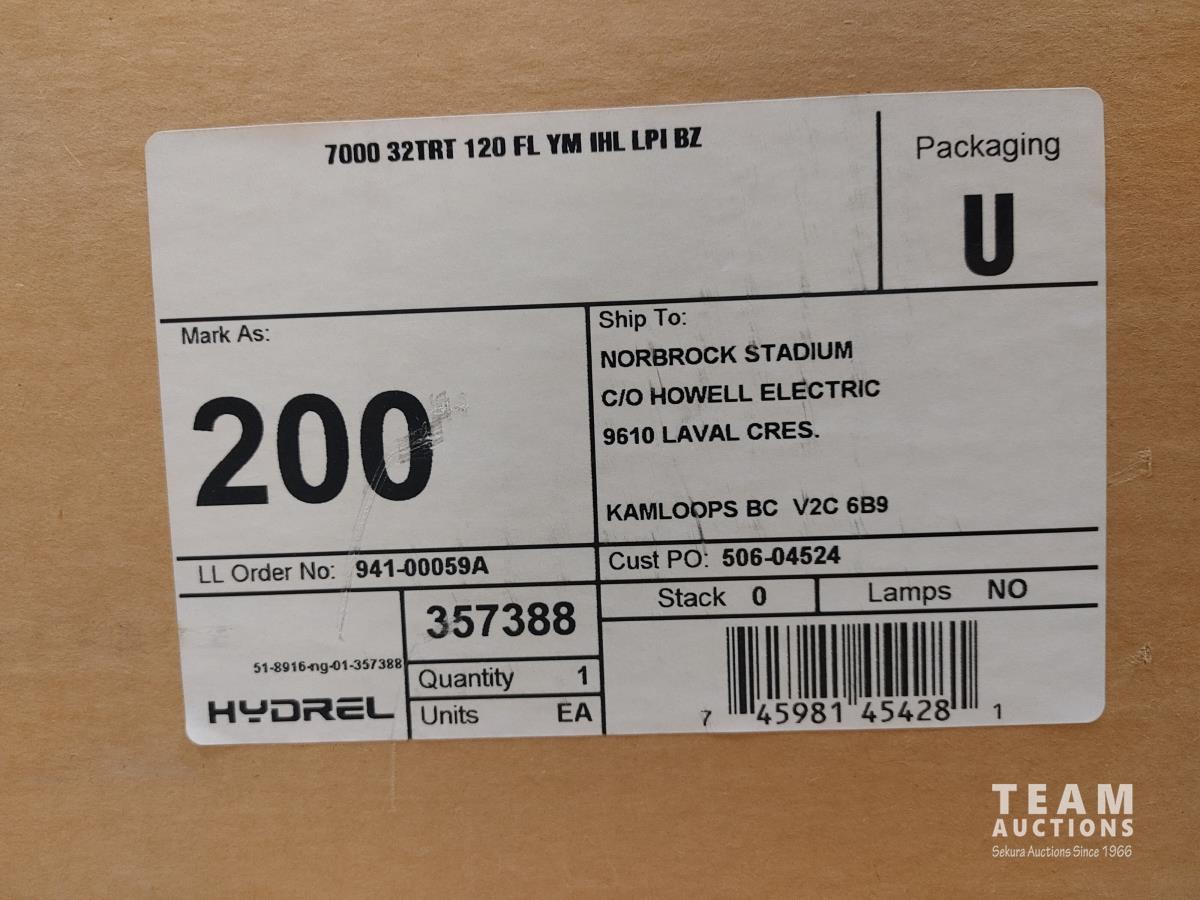 7000 32TRT 120 FL YM IHL LPI BZ
Packaging
U
Mark As:
200
Ship To:
NORBROCK STADIUM
C/O HOWELL ELECTRIC
9610 LAVAL CRES.
KAMLOOPS BC V2C 6B9
LL Order No: 941-00059A
Cust PO: 506-04524
Stack 0
Lamps NO
357388
51-8916-ng-01-357388
HYDREL
Quantity 1
Units EA
7 45981 45428 1
TEAM
AUCTIONS
Sekura Auctions Since 1966